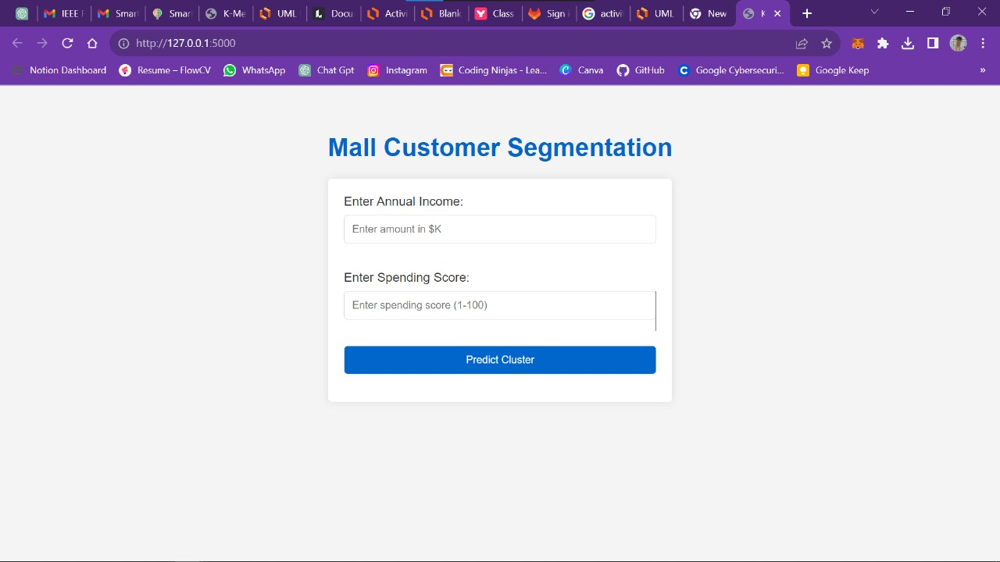 IEEE
Smar
Smar
K-Me
UML
Docu
Activi
Blank
Class
Sign
activi
UML
New
K
http://127.0.0.1:5000
Notion Dashboard Resume – FlowCV WhatsApp Chat Gpt Instagram Coding Ninjas - Lea... Canva GitHub Google Cybersecuri... Google Keep »
Mall Customer Segmentation
Enter Annual Income:
Enter amount in $K
Enter Spending Score:
Enter spending score (1-100)
Predict Cluster